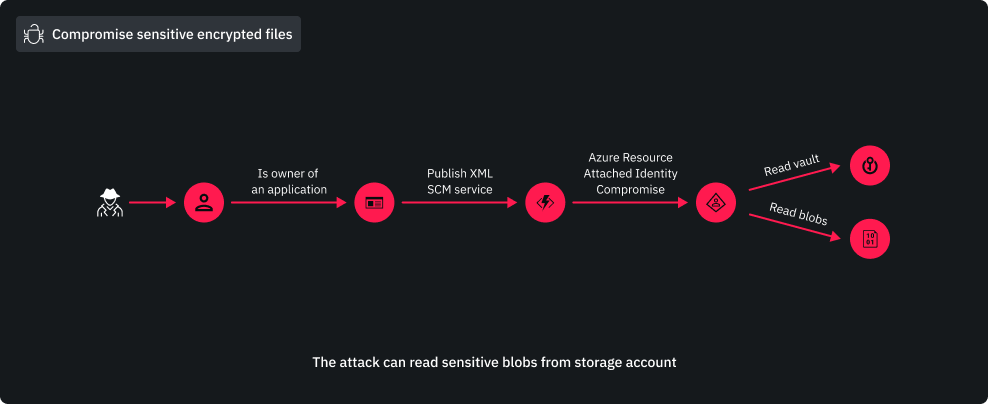 Compromise sensitive encrypted files
Is owner of
an application
Publish XML
SCM service
Azure Resource
Attached Identity
Compromise
Read vault
Read blobs
10
01
The attack can read sensitive blobs from storage account